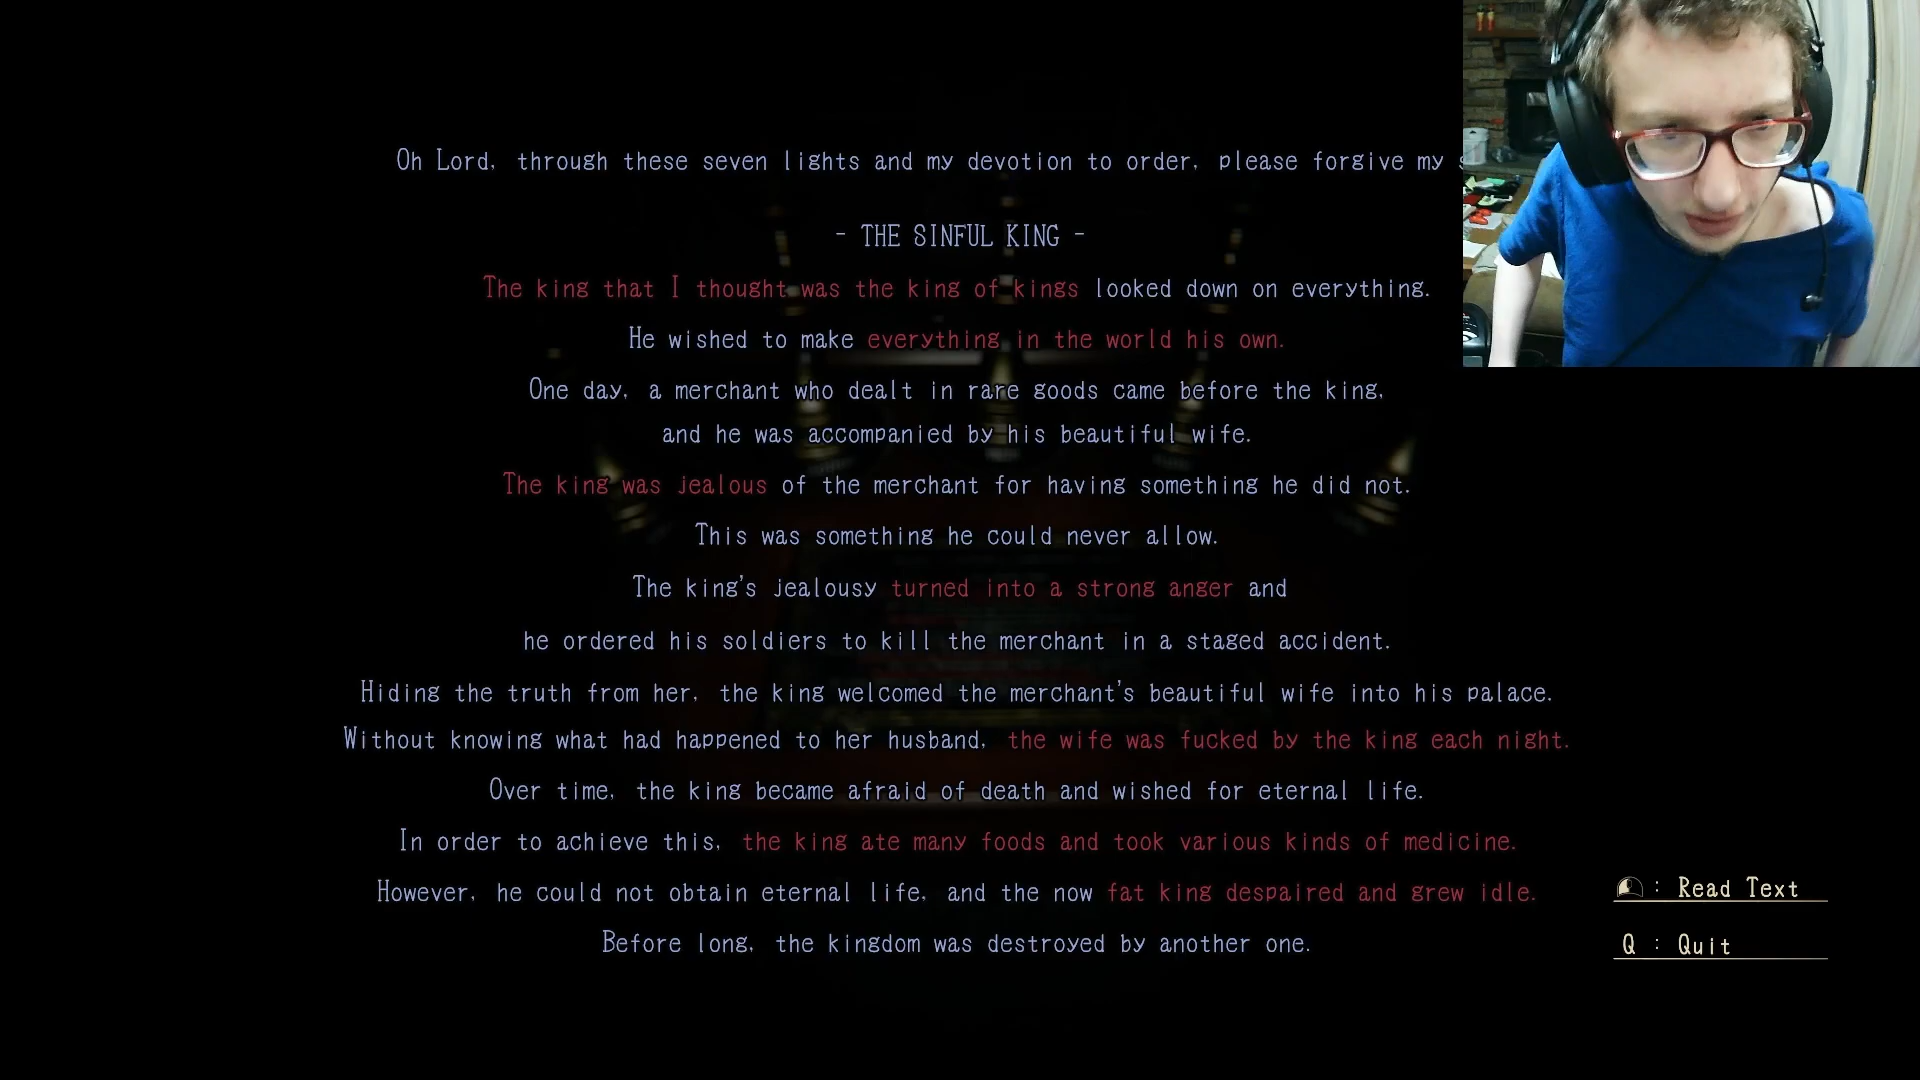 Oh Lord, through these seven lights and my devotion to order, please forgive my
- THE SINFUL KING -
The king that I thought was the king of kings looked down on everything.
He wished to make everything in the world his own.
One day, a merchant who dealt in rare goods came before the king,
and he was accompanied by his beautiful wife.
The king was jealous of the merchant for having something he did not.
This was something he could never allow.
The king's jealousy turned into a strong anger and
he ordered his soldiers to kill the merchant in a staged accident.
Hiding the truth from her, the king welcomed the merchant's beautiful wife into his palace.
Without knowing what had happened to her husband, the wife was fucked by the king each night.
Over time, the king became afraid of death and wished for eternal life.
In order to achieve this, the king ate many foods and took various kinds of medicine.
However, he could not obtain eternal life, and the now fat king despaired and grew idle.
Before long, the kingdom was destroyed by another one.
: Read Text
Q : Quit